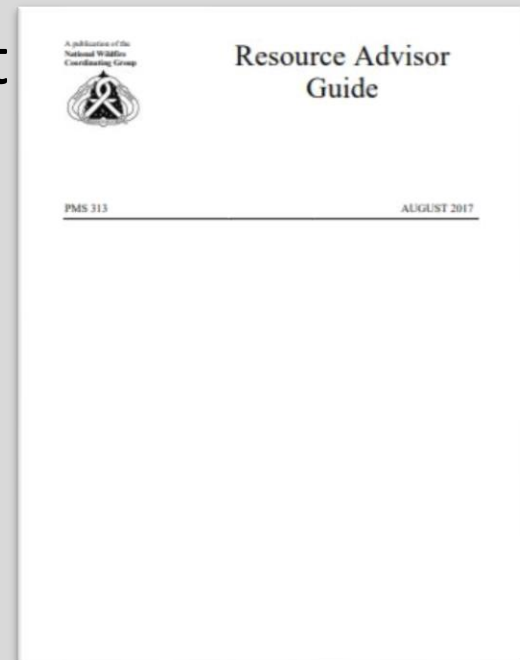 A publication of the
National Wildfire
Coordinating Group
Resource Advisor
Guide
PMS 313
AUGUST 2017